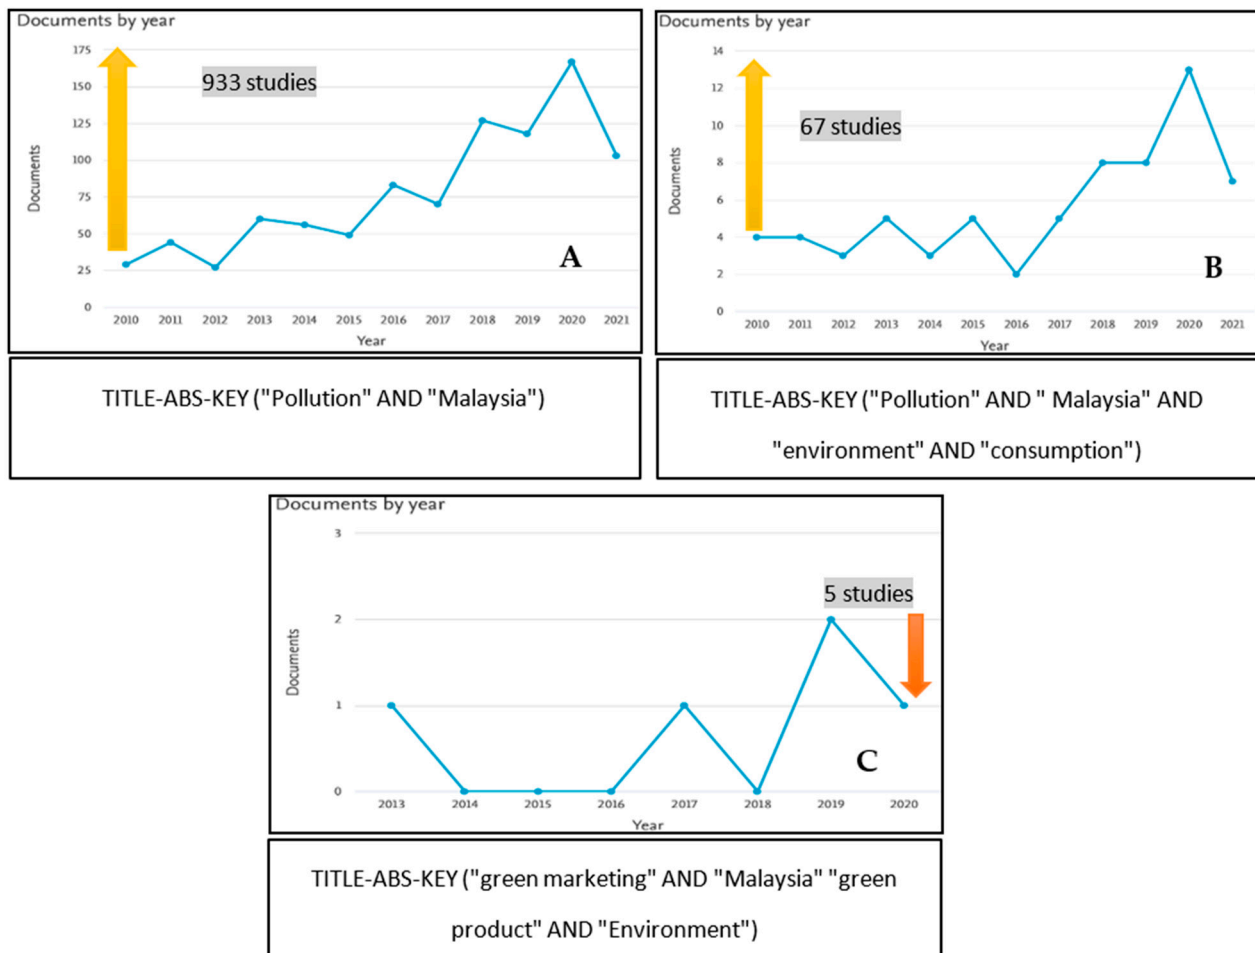 Documents by year
175
150
125
100
75
50
25
0
Documents
933 studies
A
2010 2011 2012 2013 2014 2015 2016 2017 2018 2019 2020 2021
Year
TITLE-ABS-KEY ("Pollution" AND "Malaysia")
Documents by year
14
12
10
8
6
4
2
0
Documents
67 studies
B
2010 2011 2012 2013 2014 2015 2016 2017 2018 2019 2020 2021
Year
TITLE-ABS-KEY ("Pollution" AND " Malaysia" AND
"environment" AND "consumption")
Documents by year
3
2
1
0
Documents
5 studies
C
2013 2014 2015 2016 2017 2018 2019 2020
Year
TITLE-ABS-KEY ("green marketing" AND "Malaysia" "green
product" AND "Environment")